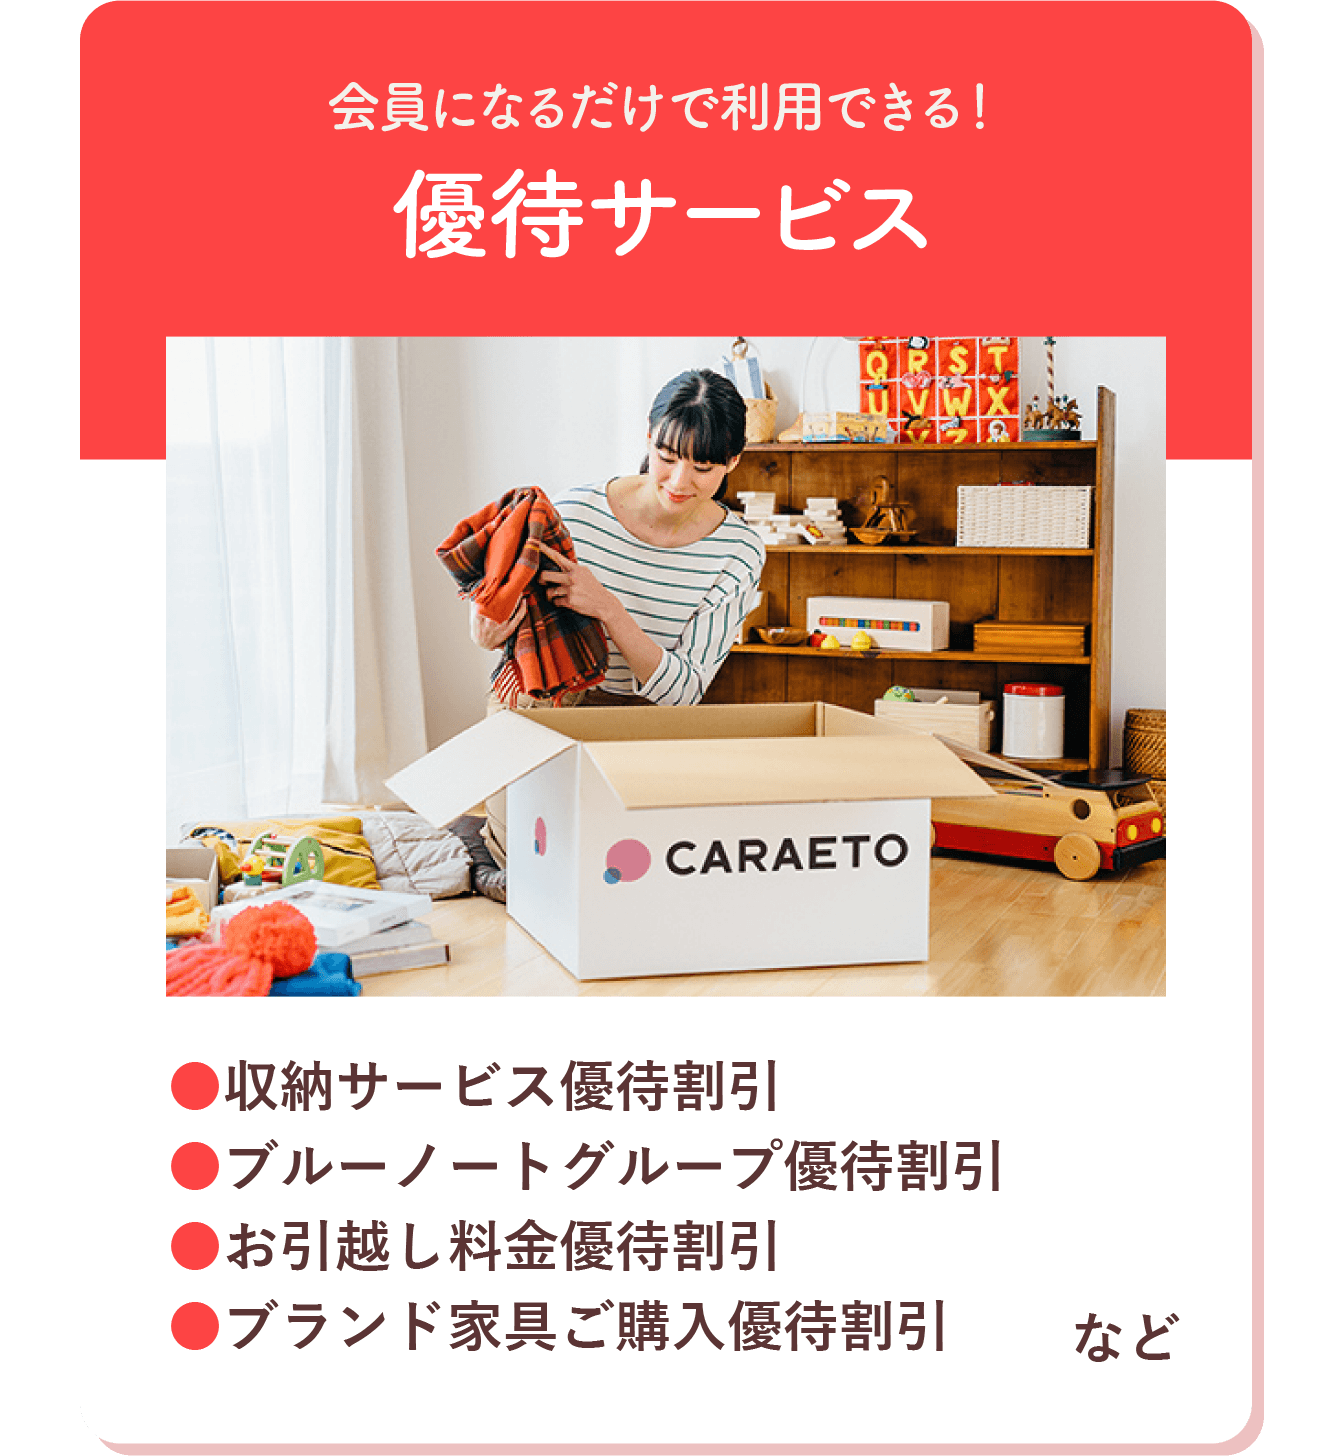 会員になるだけで利用できる！
優待サービス
Q R S T
U V W X
Y Z
CARAETO
●収納サービス優待割引
●ブルーノートグループ優待割引
●お引越し料金優待割引
●ブランド家具ご購入優待割引
など